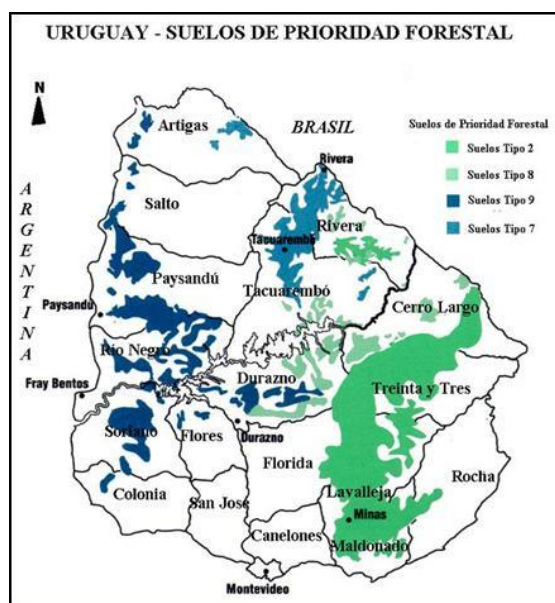 URUGUAY - SUELOS DE PRIORIDAD FORESTAL
N
Artigas
BRASIL
Suelos de Prioridad Forestal
Suelos Tipo 2
Suelos Tipo 8
Suelos Tipo 9
Suelos Tipo 7
ARGENTINA
Rivera
Salto
Rivera
Tacuarembó
Paysandú
Tacuarembó
Cerro Largo
Paysandú
Rio Negro
Durazno
Treinta y Tres
Fray Bentos
Soriano
Flores
Durazno
Florida
Rocha
Colonia
San José
Lavalleja
Minas
Canelones
Maldonado
Montevideo